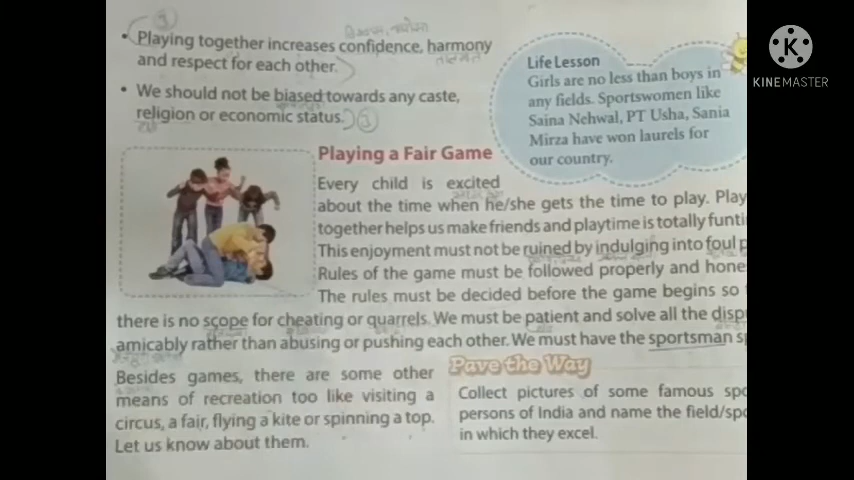 • Playing together increases confidence, harmony
and respect for each other.
• We should not be biased towards any caste,
religion or economic status.
Life Lesson
Girls are no less than boys in
any fields. Sportswomen like
Saina Nehwal, PT Usha, Sania
Mirza have won laurels for
our country.
Playing a Fair Game
Every child is excited
about the time when he/she gets the time to play. Play
together helps us make friends and playtime is totally funti
This enjoyment must not be ruined by indulging into foul p
Rules of the game must be followed properly and hone
The rules must be decided before the game begins so
there is no scope for cheating or quarrels. We must be patient and solve all the disp
amicably rather than abusing or pushing each other. We must have the sportsman s
Besides games, there are some other
means of recreation too like visiting a
circus, a fair, flying a kite or spinning a top.
Let us know about them.
Pave the Way
Collect pictures of some famous spo
persons of India and name the field/spo
in which they excel.
K
KINEMASTER